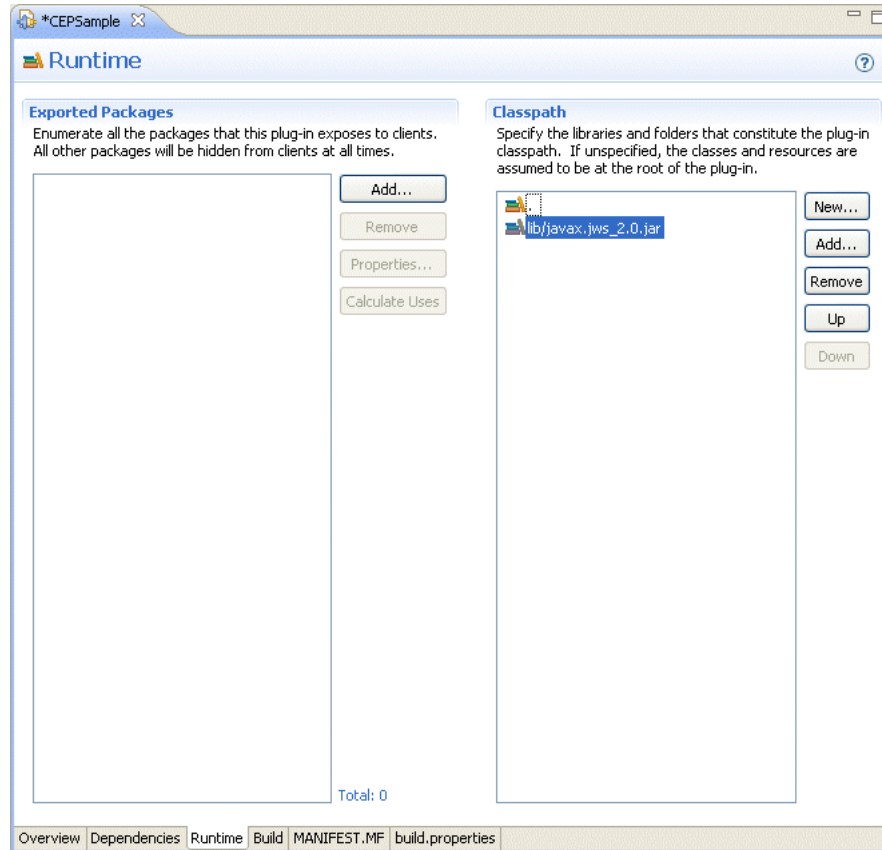 *CEPSample
Runtime
Exported Packages
Enumerate all the packages that this plug-in exposes to clients.
All other packages will be hidden from clients at all times.
Add...
Remove
Properties...
Calculate Uses
Total: 0
Classpath
Specify the libraries and folders that constitute the plug-in
classpath. If unspecified, the classes and resources are
assumed to be at the root of the plug-in.
.
lib/javax.jws_2.0.jar
New...
Add...
Remove
Up
Down
Overview Dependencies Runtime Build MANIFEST.MF build.properties